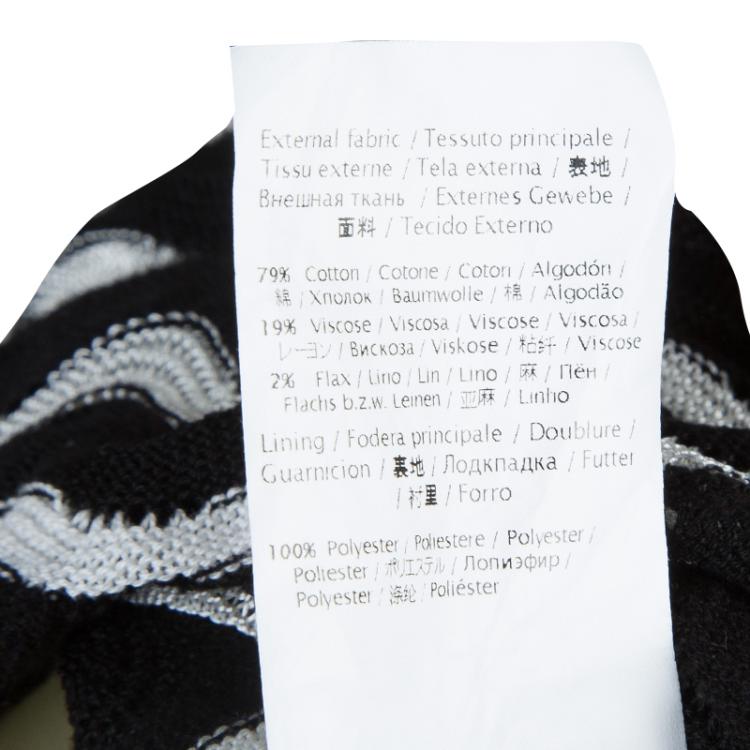 External fabric / Tessuto principale /
Tissu externe / Tela externa / 表地 /
Внешная ткань / Externes Gewebe /
面料 / Tecido Externo
79% Cotton / Cotone / Coton / Algodón /
綿 / Хполок / Baumwolle / 棉 / Algodão
19% Viscose / Viscosa / Viscose / Viscosa /
レーヨン / Вискоза / Viskose / 粘纤 / Viscose
2% Flax / Lino / Lin / Lino / 麻 / Пён /
Flachs b.z.w. Leinen / 亚麻 / Linho
Lining / Fodera principale / Doublure /
Guarnicion / 裏地 / Лодкпадка / Futter
/ 衬里 / Forro
100% Polyester / Poliestere / Polyester /
Poliester / ポリエステル / Лопиэфир /
Polyester / 涤纶 / Poliéster